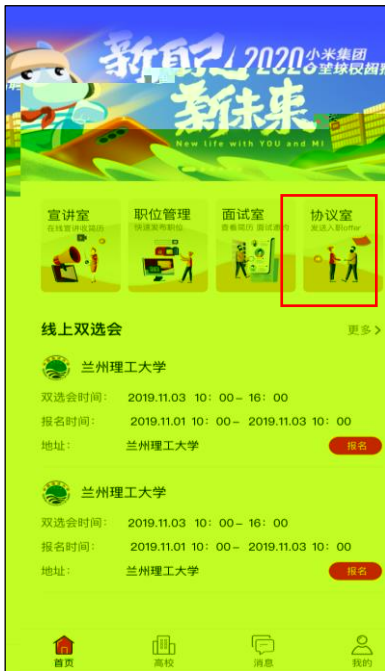 新自己 2020小米集团
全球校招
新未来
New life with YOU and Mi
宣讲室 职位管理 面试室 协议室
在线宣讲收简历 快速发布职位 查看简历 面试邀约 发送入职offer
线上双选会 更多>
兰州理工大学
双选会时间： 2019.11.03 10：00– 16：00
报名时间： 2019.11.01 10：00– 2019.11.03 10：00
地址： 兰州理工大学 报名
兰州理工大学
双选会时间： 2019.11.03 10：00– 16：00
报名时间： 2019.11.01 10：00– 2019.11.03 10：00
地址： 兰州理工大学 报名
首页 高校 消息 我的